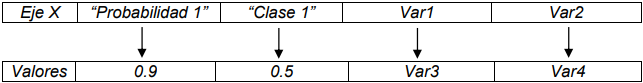 Eje X “Probabilidad 1” “Clase 1” Var1 Var2
Valores 0.9 0.5 Var3 Var4